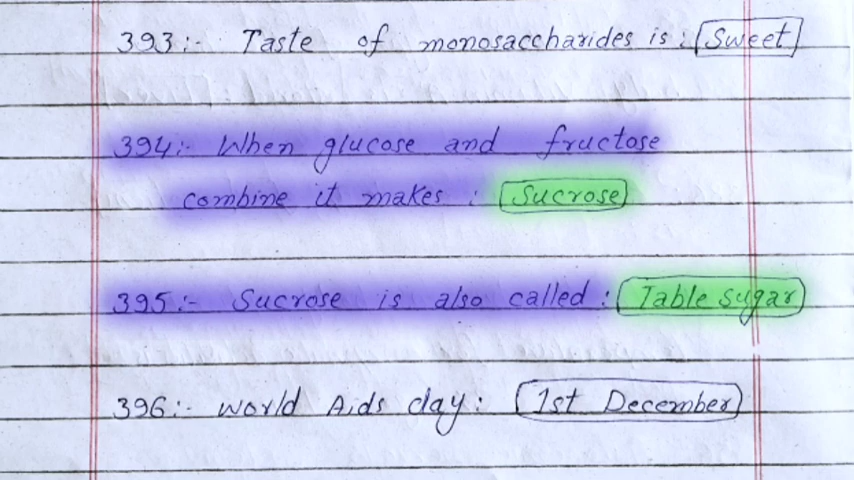 393:- Taste of monosaccharides is : Sweet
394:- When glucose and fructose
combine it makes : Sucrose
395:- Sucrose is also called : Table sugar
396:- World Aids day: 1st December